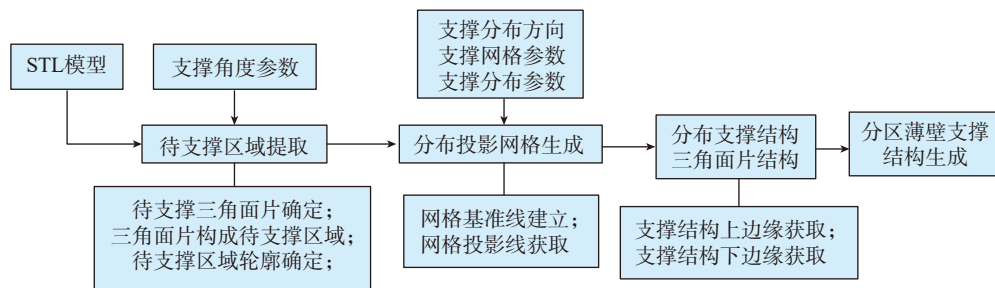 STL模型
支撑角度参数
支撑分布方向
支撑网格参数
支撑分布参数
待支撑区域提取
分布投影网格生成
分布支撑结构
三角面片结构
分区薄壁支撑
结构生成
待支撑三角面片确定；
三角面片构成待支撑区域；
待支撑区域轮廓确定；
网格基准线建立；
网格投影线获取
支撑结构上边缘获取；
支撑结构下边缘获取